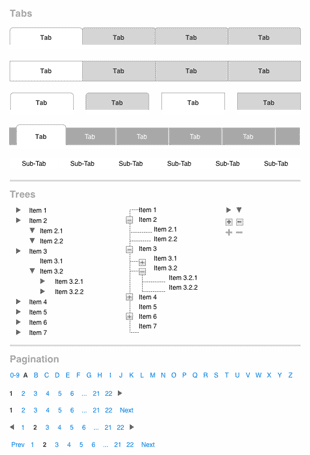 Tabs
Tab Tab Tab Tab
Tab Tab Tab Tab
Tab Tab Tab Tab
Tab Tab Tab Tab Tab
Sub-Tab Sub-Tab Sub-Tab Sub-Tab Sub-Tab Sub-Tab
Trees
Item 1
Item 2
Item 2.1
Item 2.2
Item 3
Item 3.1
Item 3.2
Item 3.2.1
Item 3.2.2
Item 4
Item 5
Item 6
Item 7
Item 1
Item 2
Item 2.1
Item 2.2
Item 3
Item 3.1
Item 3.2
Item 3.2.1
Item 3.2.2
Item 4
Item 5
Item 6
Item 7
Pagination
0-9 A B C D E F G H I J K L M N O P Q R S T U V W X Y Z
1 2 3 4 5 6 ... 21 22
1 2 3 4 5 6 ... 21 22 Next
1 2 3 4 5 6 ... 21 22
Prev 1 2 3 4 5 6 ... 21 22 Next